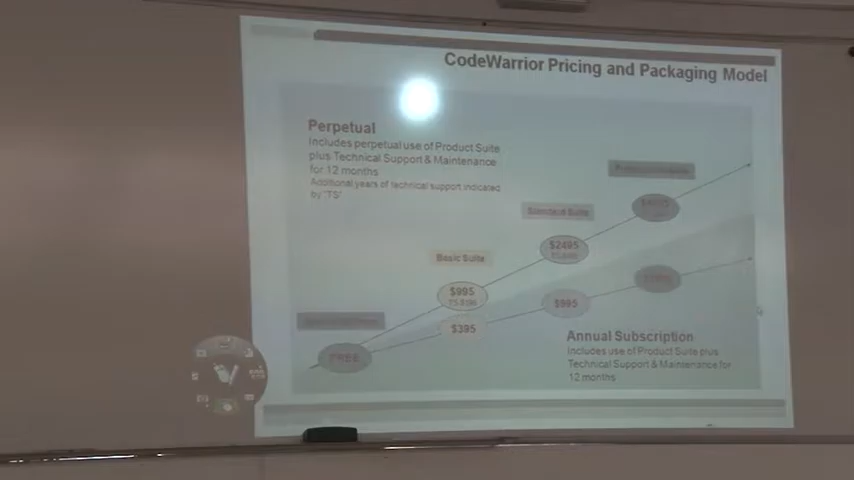 CodeWarrior Pricing and Packaging Model
Perpetual
Includes perpetual use of Product Suite
plus Technical Support & Maintenance
for 12 months
Additional years of technical support indicated
by "TS"
Standard Suite
$2495
Basic Suite
$995
$995
$395
FREE
Annual Subscription
Includes use of Product Suite plus
Technical Support & Maintenance for
12 months